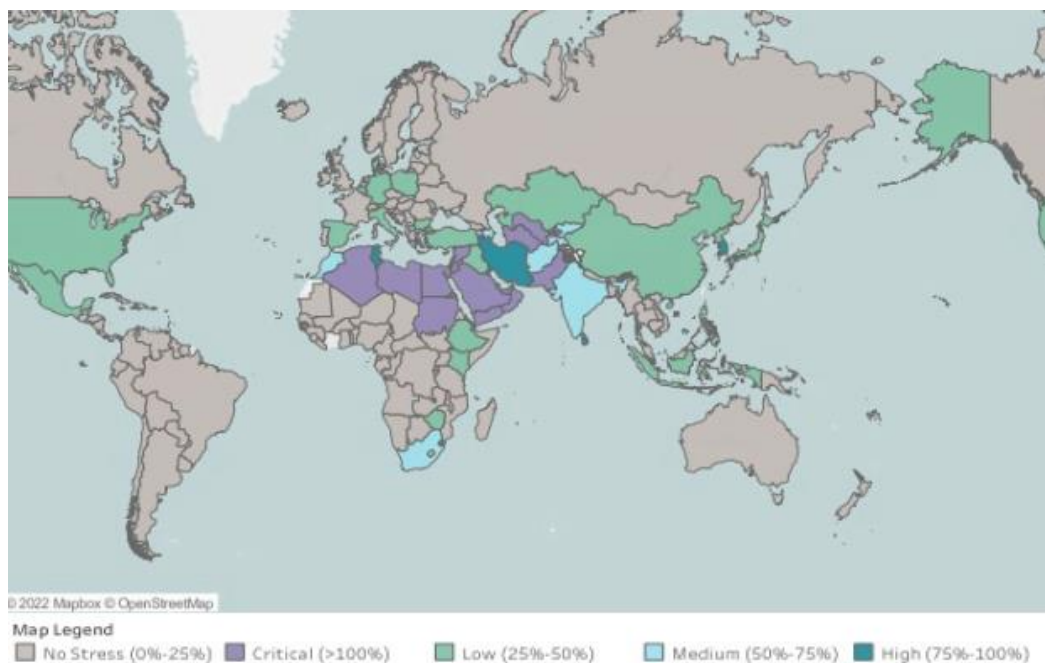 © 2022 Mapbox © OpenStreetMap
Map Legend
No Stress (0%-25%) Critical (>100%) Low (25%-50%) Medium (50%-75%) High (75%-100%)